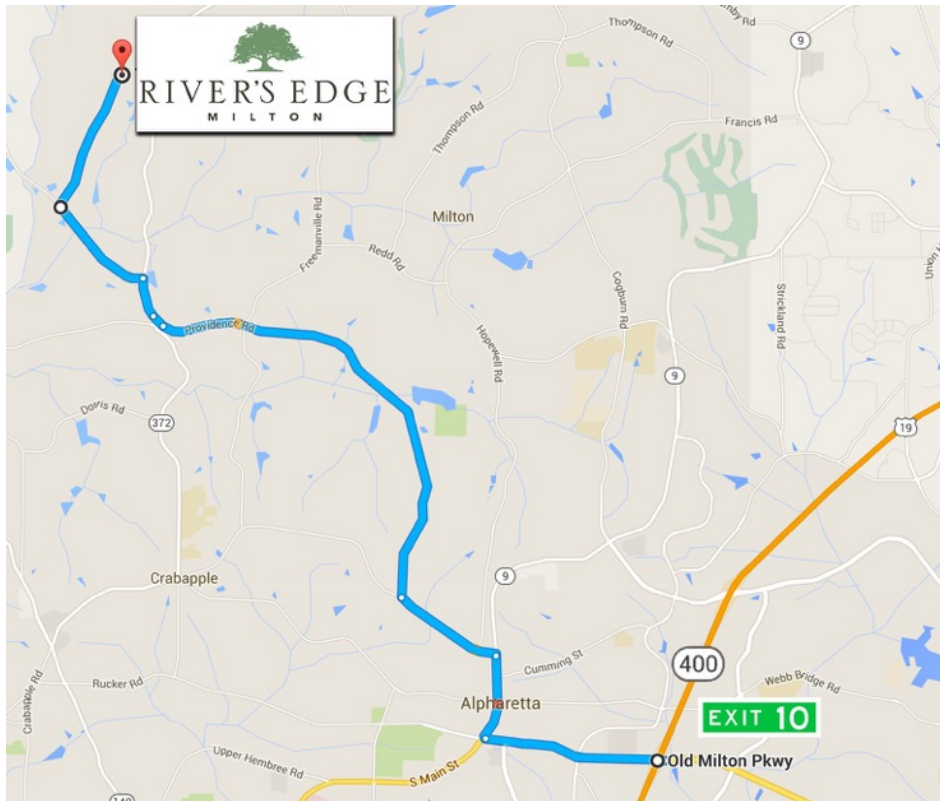 Thompson Rd
9
RIVER'S EDGE
MILTON
Thompson Rd
Francis Rd
Freemanville Rd
Milton
Redd Rd
Cogburn Rd
Strickland Rd
Providence Rd
Hopewell Rd
9
Dorris Rd
372
19
Crabapple
9
Cumming St
400
Crabapple Rd
Rucker Rd
Webb Bridge Rd
Alpharetta
EXIT 10
Old Milton Pkwy
Upper Hembree Rd
S Main St